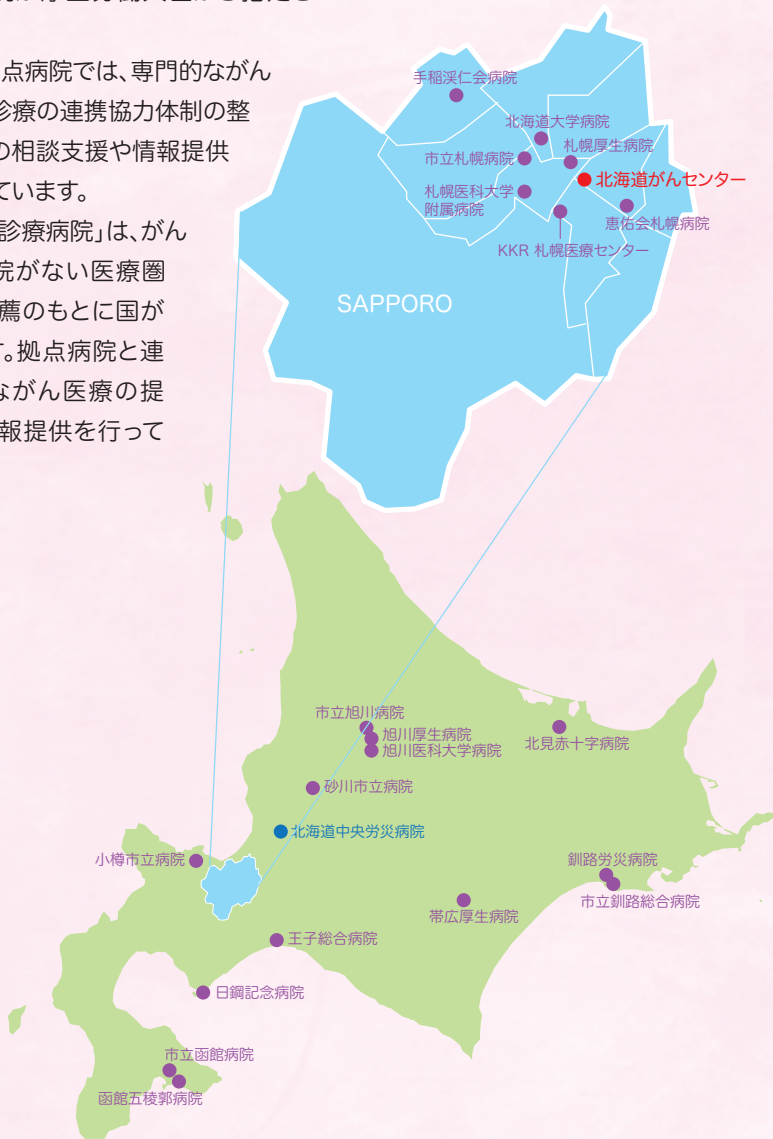 点病院では、専門的ながん
診療の連携協力体制の整
の相談支援や情報提供
ています。
診療病院」は、がん
院がない医療圏
薦のもとに国が
す。拠点病院と連
ながん医療の提
報提供を行って
手稲渓仁会病院
北海道大学病院
市立札幌病院
札幌厚生病院
北海道がんセンター
札幌医科大学
附属病院
恵佑会札幌病院
KKR 札幌医療センター
SAPPORO
市立旭川病院
旭川厚生病院
旭川医科大学病院
北見赤十字病院
砂川市立病院
北海道中央労災病院
小樽市立病院
釧路労災病院
市立釧路総合病院
帯広厚生病院
王子総合病院
日鋼記念病院
市立函館病院
函館五稜郭病院